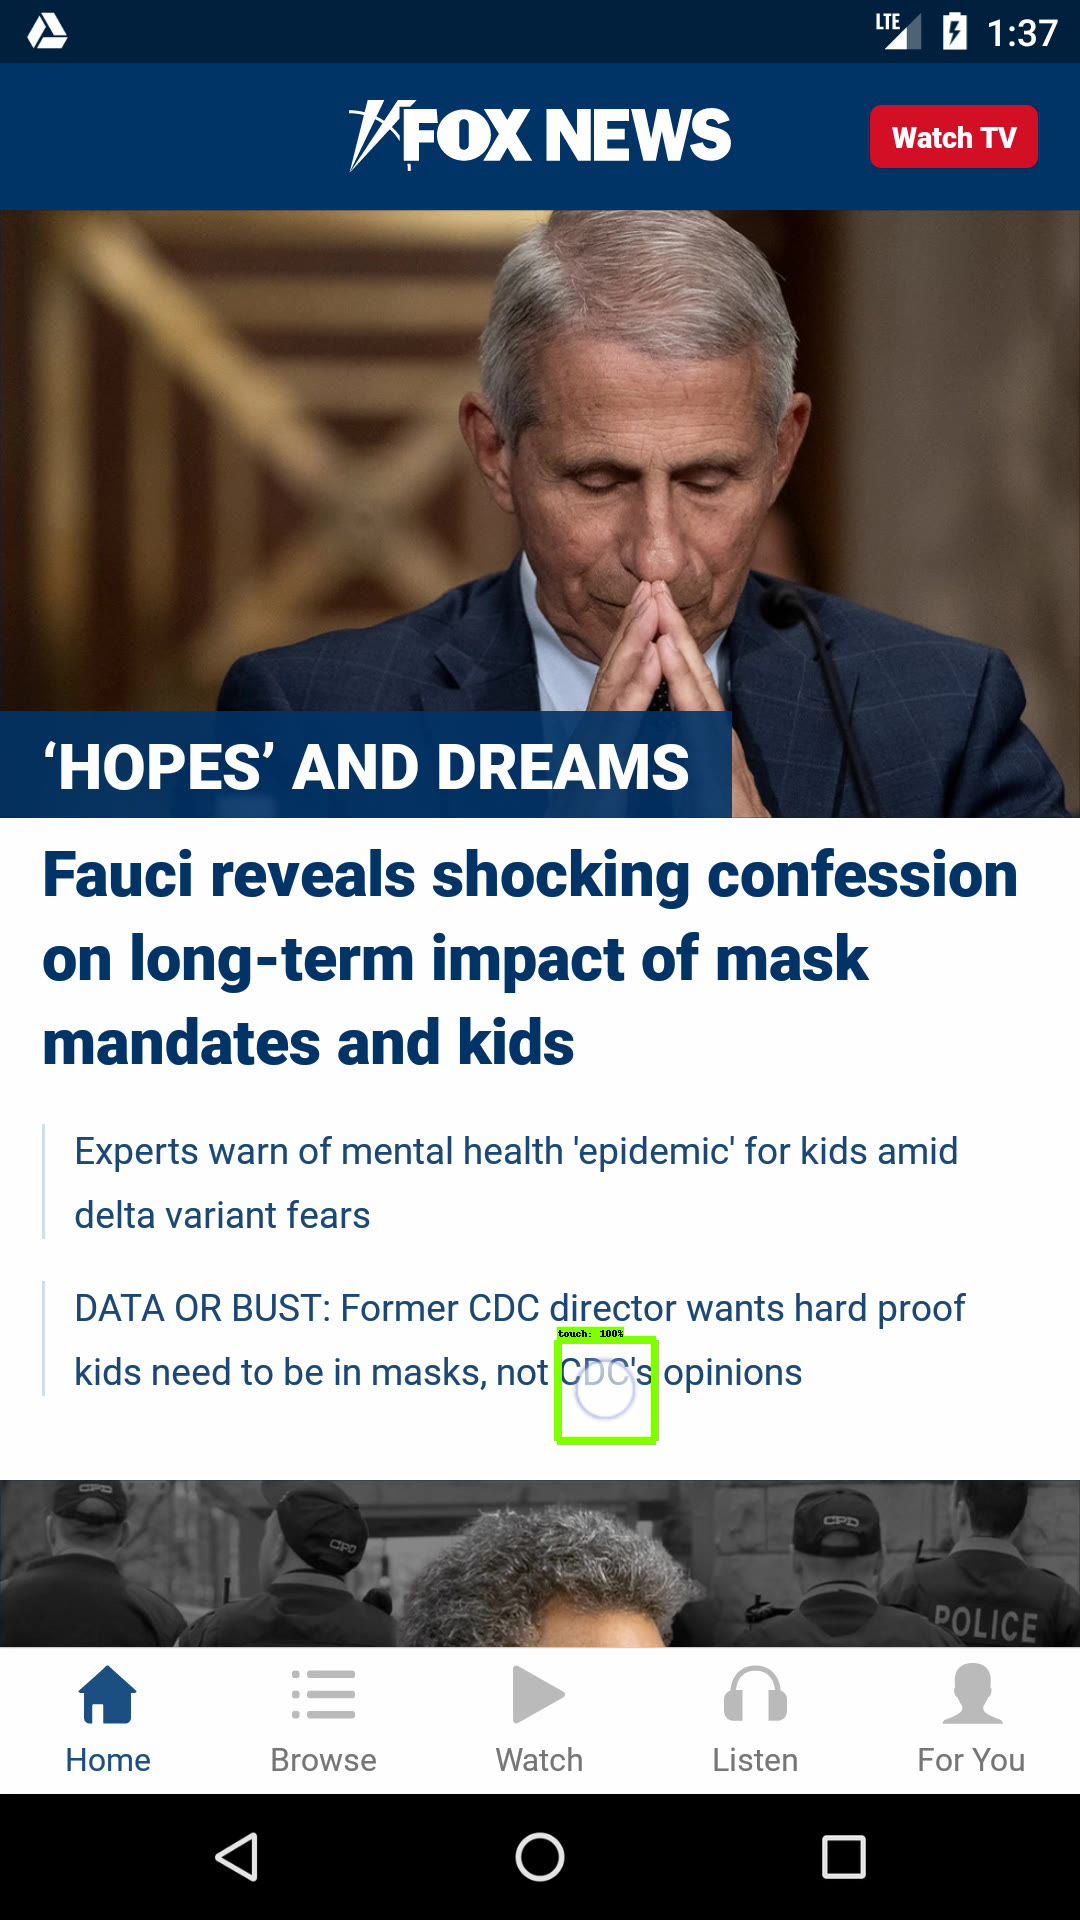 LTE 1:37
FOX NEWS
Watch TV
‘HOPES’ AND DREAMS
Fauci reveals shocking confession
on long-term impact of mask
mandates and kids
Experts warn of mental health 'epidemic' for kids amid
delta variant fears
DATA OR BUST: Former CDC director wants hard proof
touch: 100%
kids need to be in masks, not CDC's opinions
CPD
CPD
CPD
POLICE
Home
Browse
Watch
Listen
For You